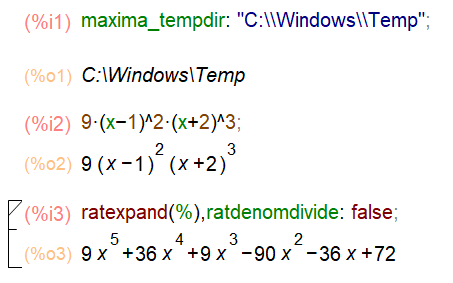 (%i1) maxima_tempdir: "C:\\Windows\\Temp";
(%o1) C:\Windows\Temp
(%i2) 9·(x−1)^2·(x+2)^3;
(%o2) 9 (x−1)² (x+2)³
(%i3) ratexpand(%),ratdenomdivide: false;
(%o3) 9 x⁵+36 x⁴+9 x³−90 x²−36 x+72